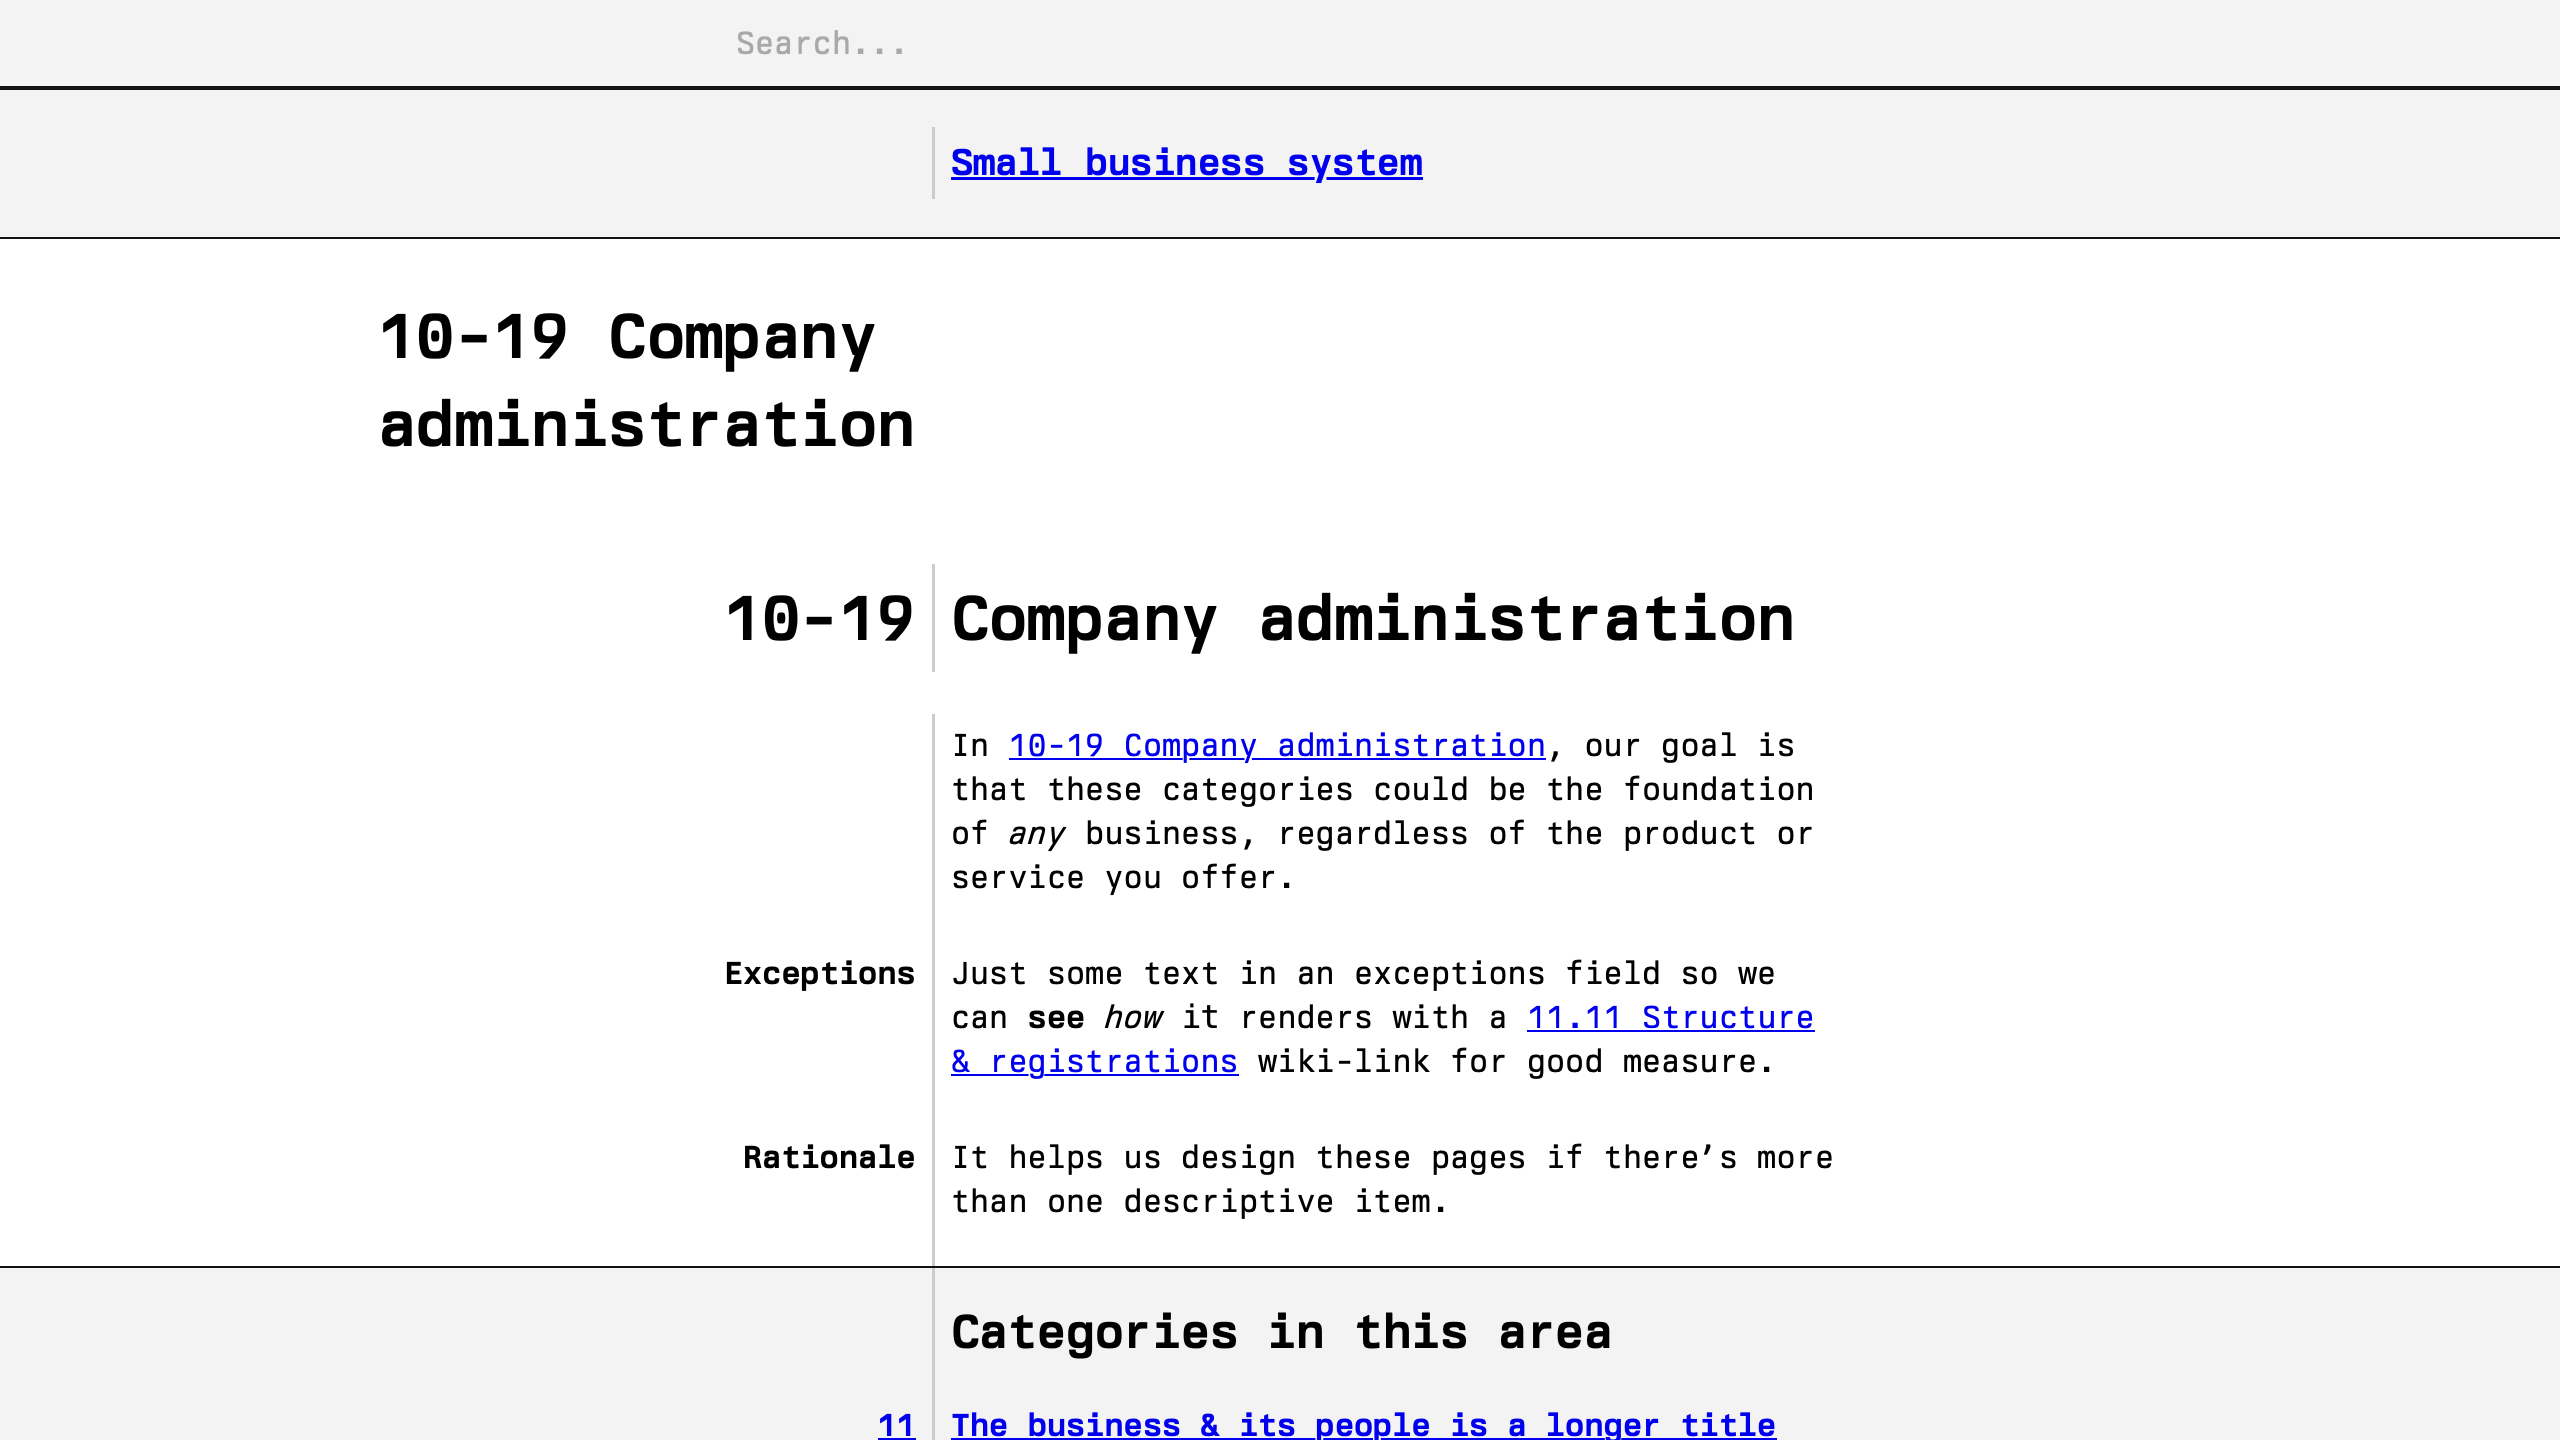 Search...
Small business system
10-19 Company
administration
10-19 Company administration
In 10-19 Company administration, our goal is
that these categories could be the foundation
of any business, regardless of the product or
service you offer.
Exceptions Just some text in an exceptions field so we
can see how it renders with a 11.11 Structure
& registrations wiki-link for good measure.
Rationale It helps us design these pages if there’s more
than one descriptive item.
Categories in this area
11 The business & its people is a longer title